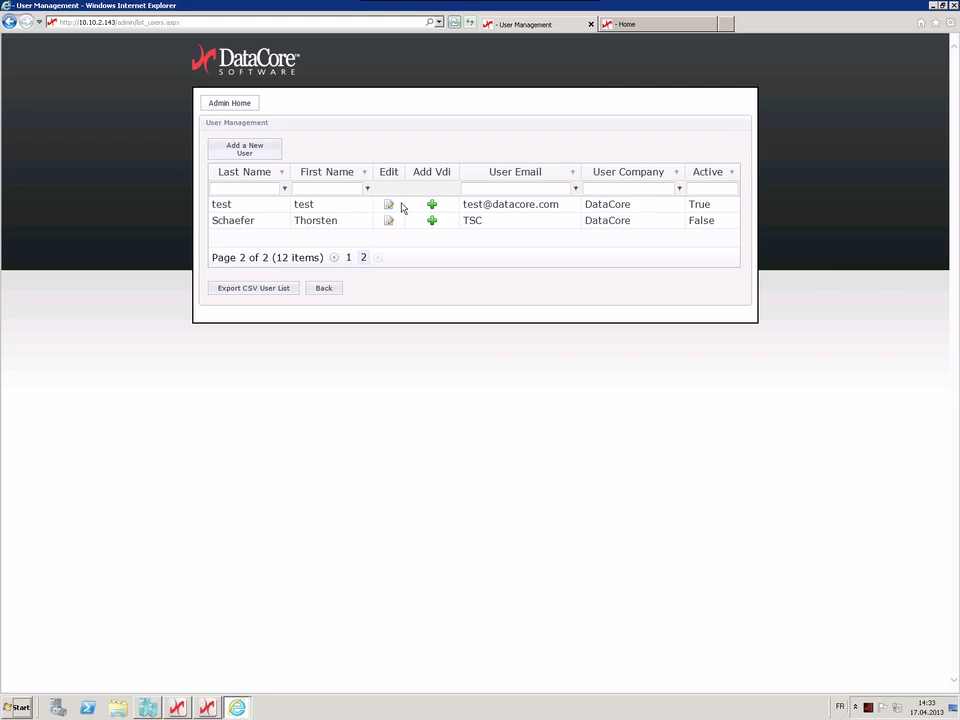 - User Management - Windows Internet Explorer
http://10.10.2.143/admin/list_users.aspx
- User Management
- Home
DataCore
SOFTWARE
Admin Home
User Management
Add a New
User
Last Name First Name Edit Add Vdi User Email User Company Active
test test test@datacore.com DataCore True
Schaefer Thorsten TSC DataCore False
Page 2 of 2 (12 items) 1 2
Export CSV User List Back
Start
FR
14:33
17.04.2013